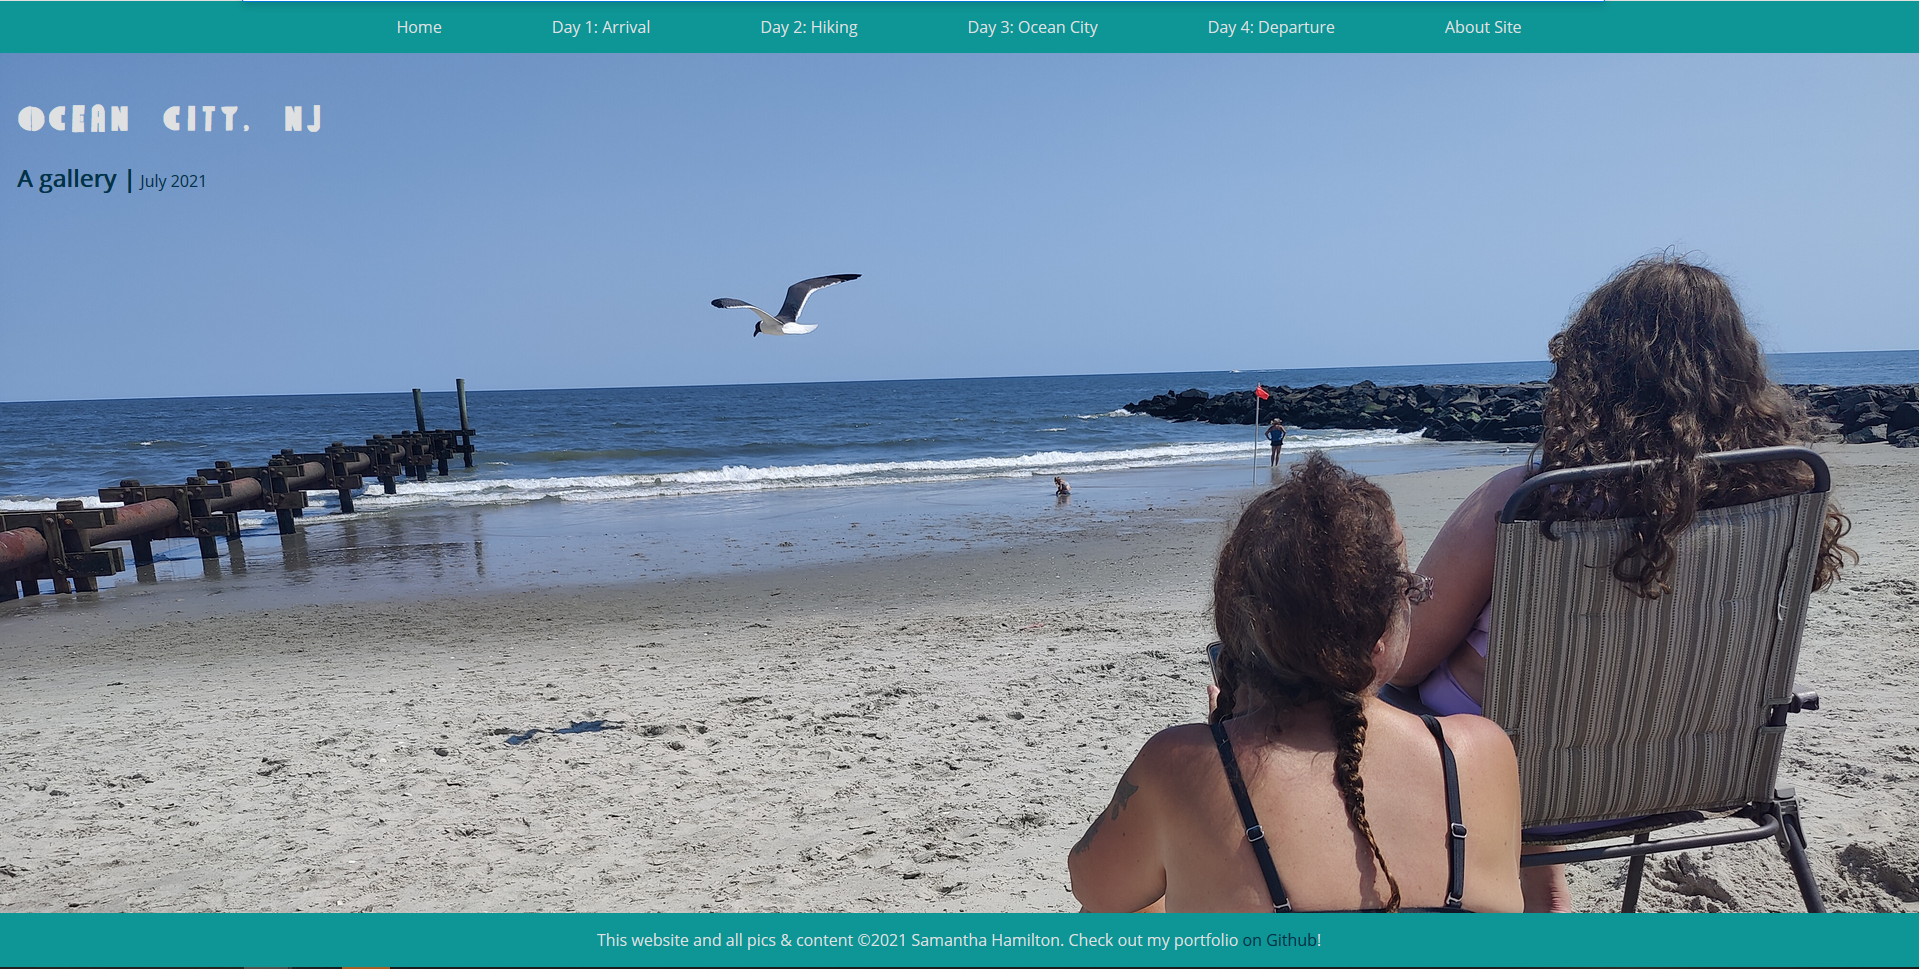 Home Day 1: Arrival Day 2: Hiking Day 3: Ocean City Day 4: Departure About Site
OCEAN CITY, NJ
A gallery | July 2021
This website and all pics & content ©2021 Samantha Hamilton. Check out my portfolio on Github!